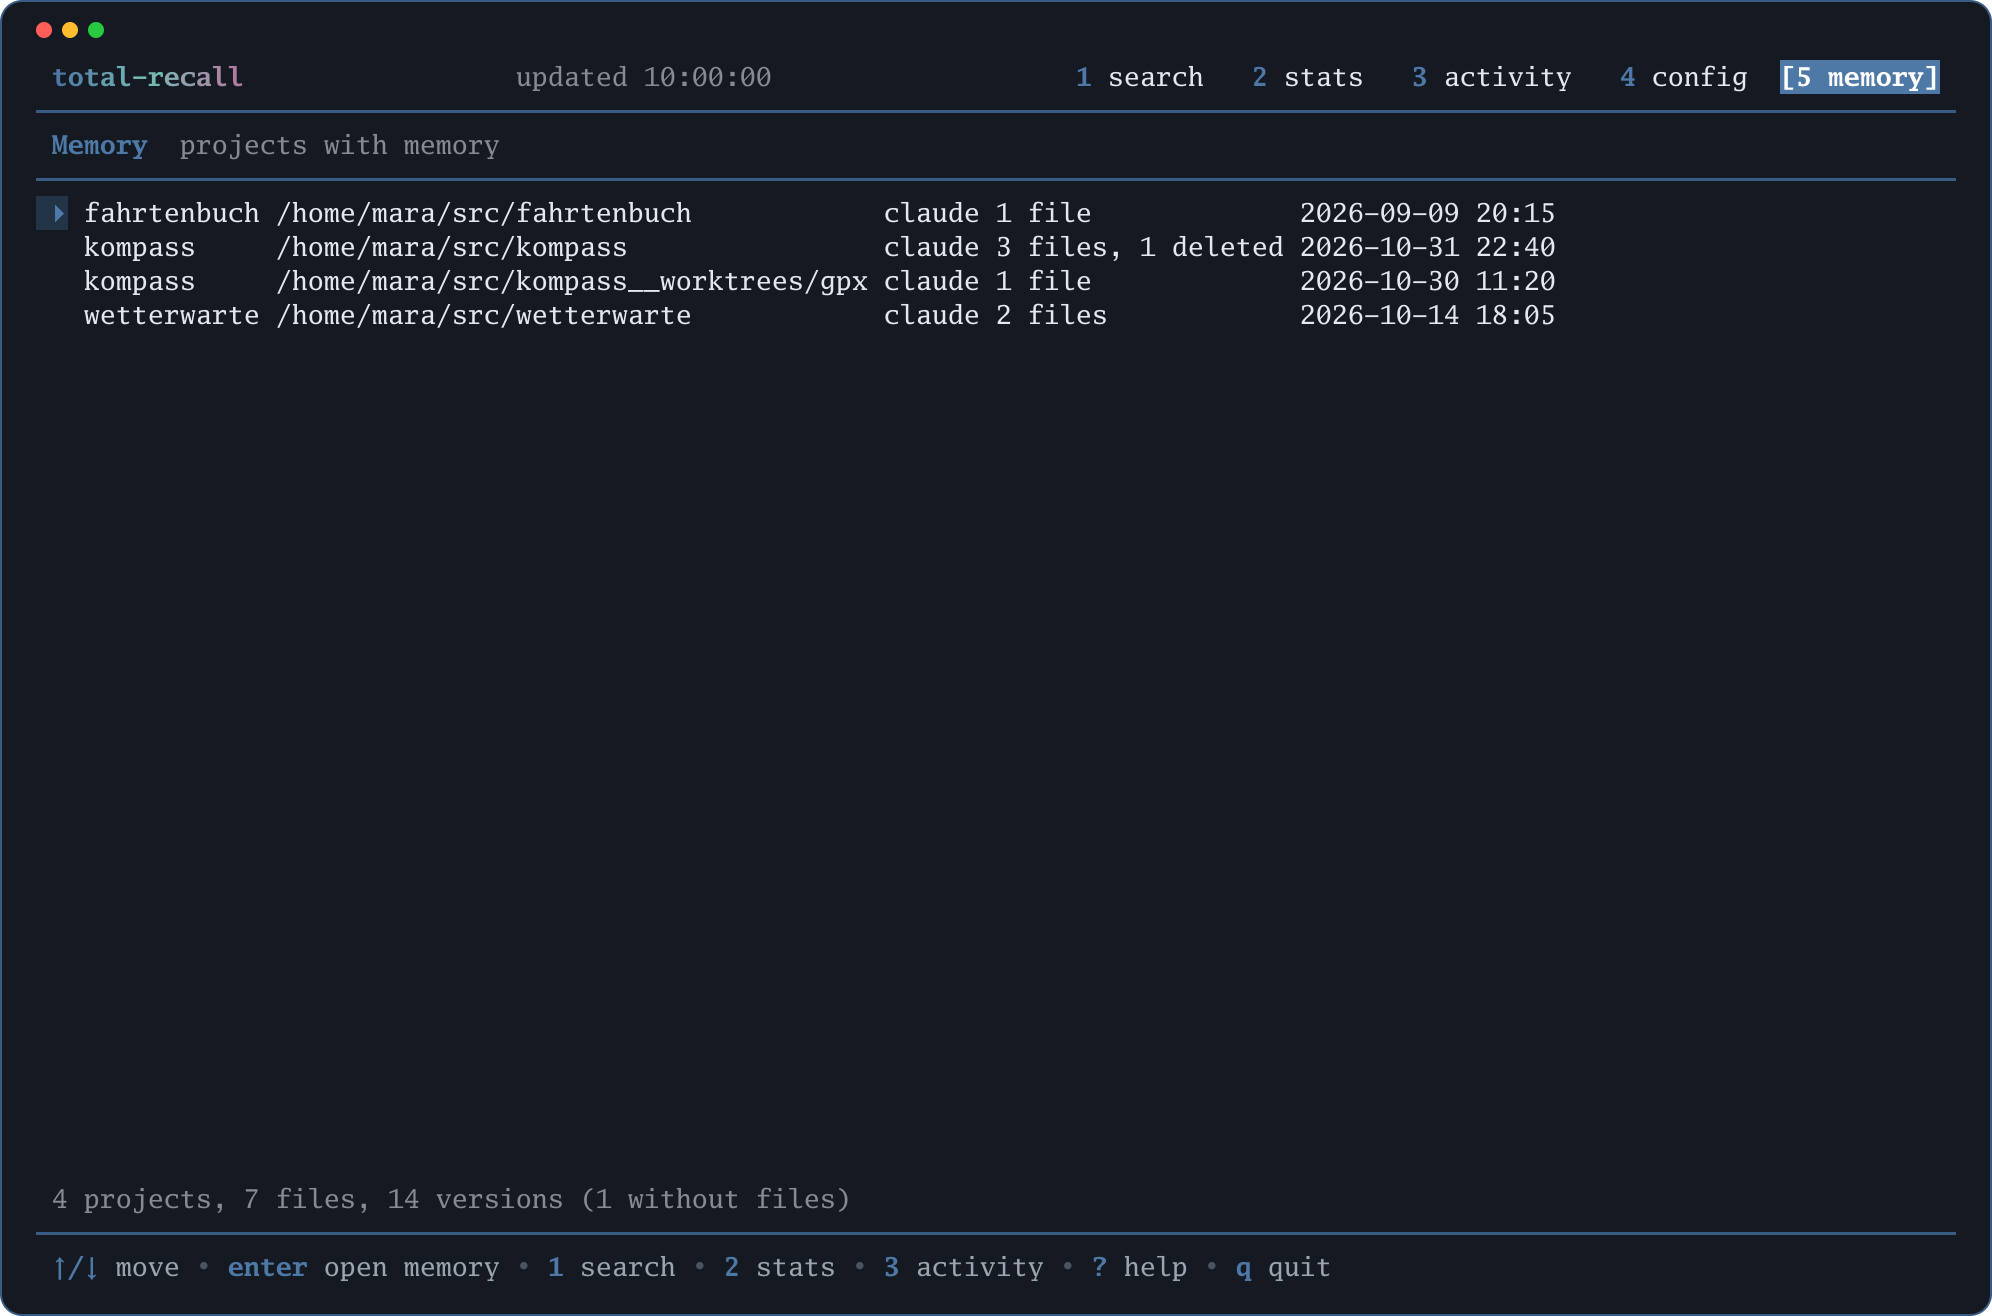 total-recall updated 10:00:00 1 search 2 stats 3 activity 4 config [5 memory]
Memory projects with memory
fahrtenbuch /home/mara/src/fahrtenbuch claude 1 file 2026-09-09 20:15
kompass /home/mara/src/kompass claude 3 files, 1 deleted 2026-10-31 22:40
kompass /home/mara/src/kompass__worktrees/gpx claude 1 file 2026-10-30 11:20
wetterwarte /home/mara/src/wetterwarte claude 2 files 2026-10-14 18:05
4 projects, 7 files, 14 versions (1 without files)
↑/↓ move • enter open memory • 1 search • 2 stats • 3 activity • ? help • q quit